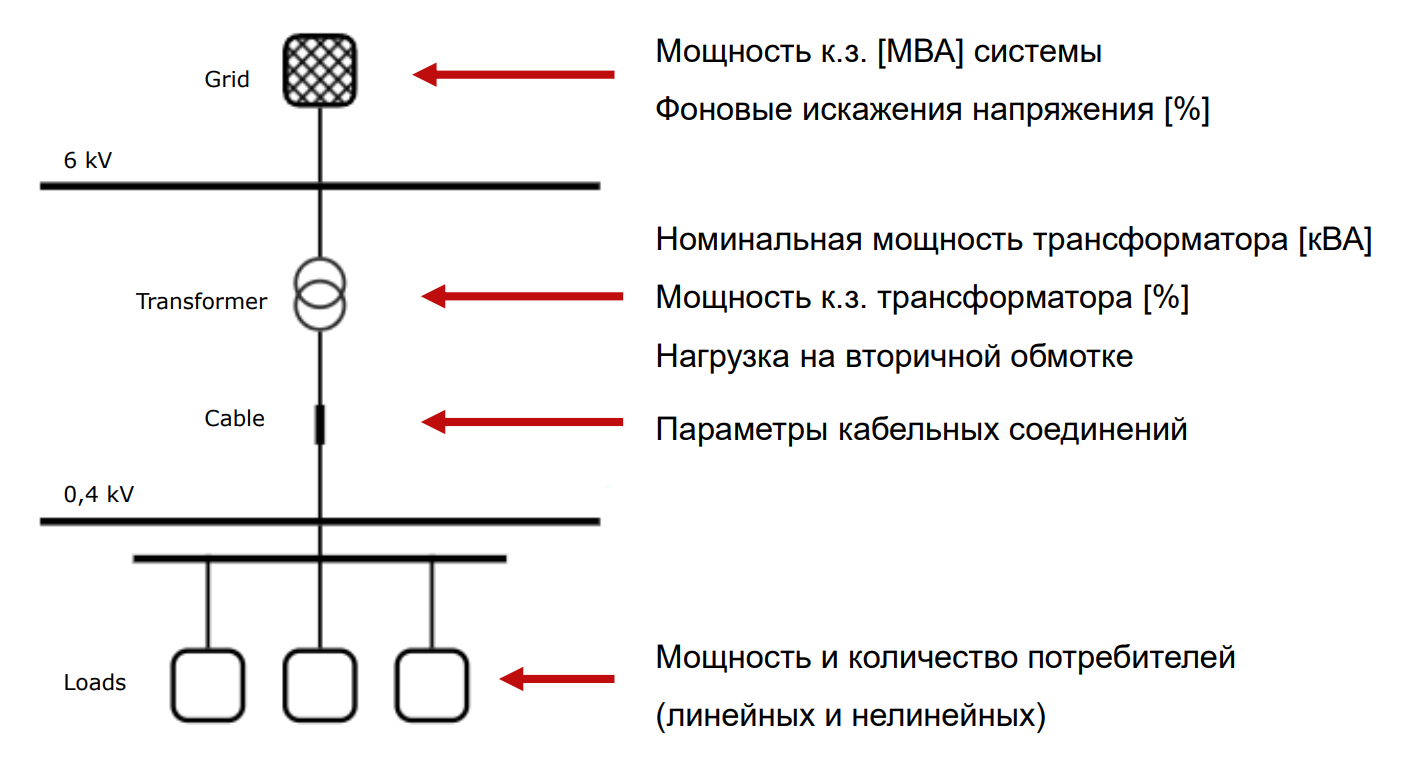 Мощность к.з. [МВА] системы
Grid
Фоновые искажения напряжения [%]
6 kV
Номинальная мощность трансформатора [кВА]
Transformer
Мощность к.з. трансформатора [%]
Нагрузка на вторичной обмотке
Cable
Параметры кабельных соединений
0,4 kV
Мощность и количество потребителей
Loads
(линейных и нелинейных)